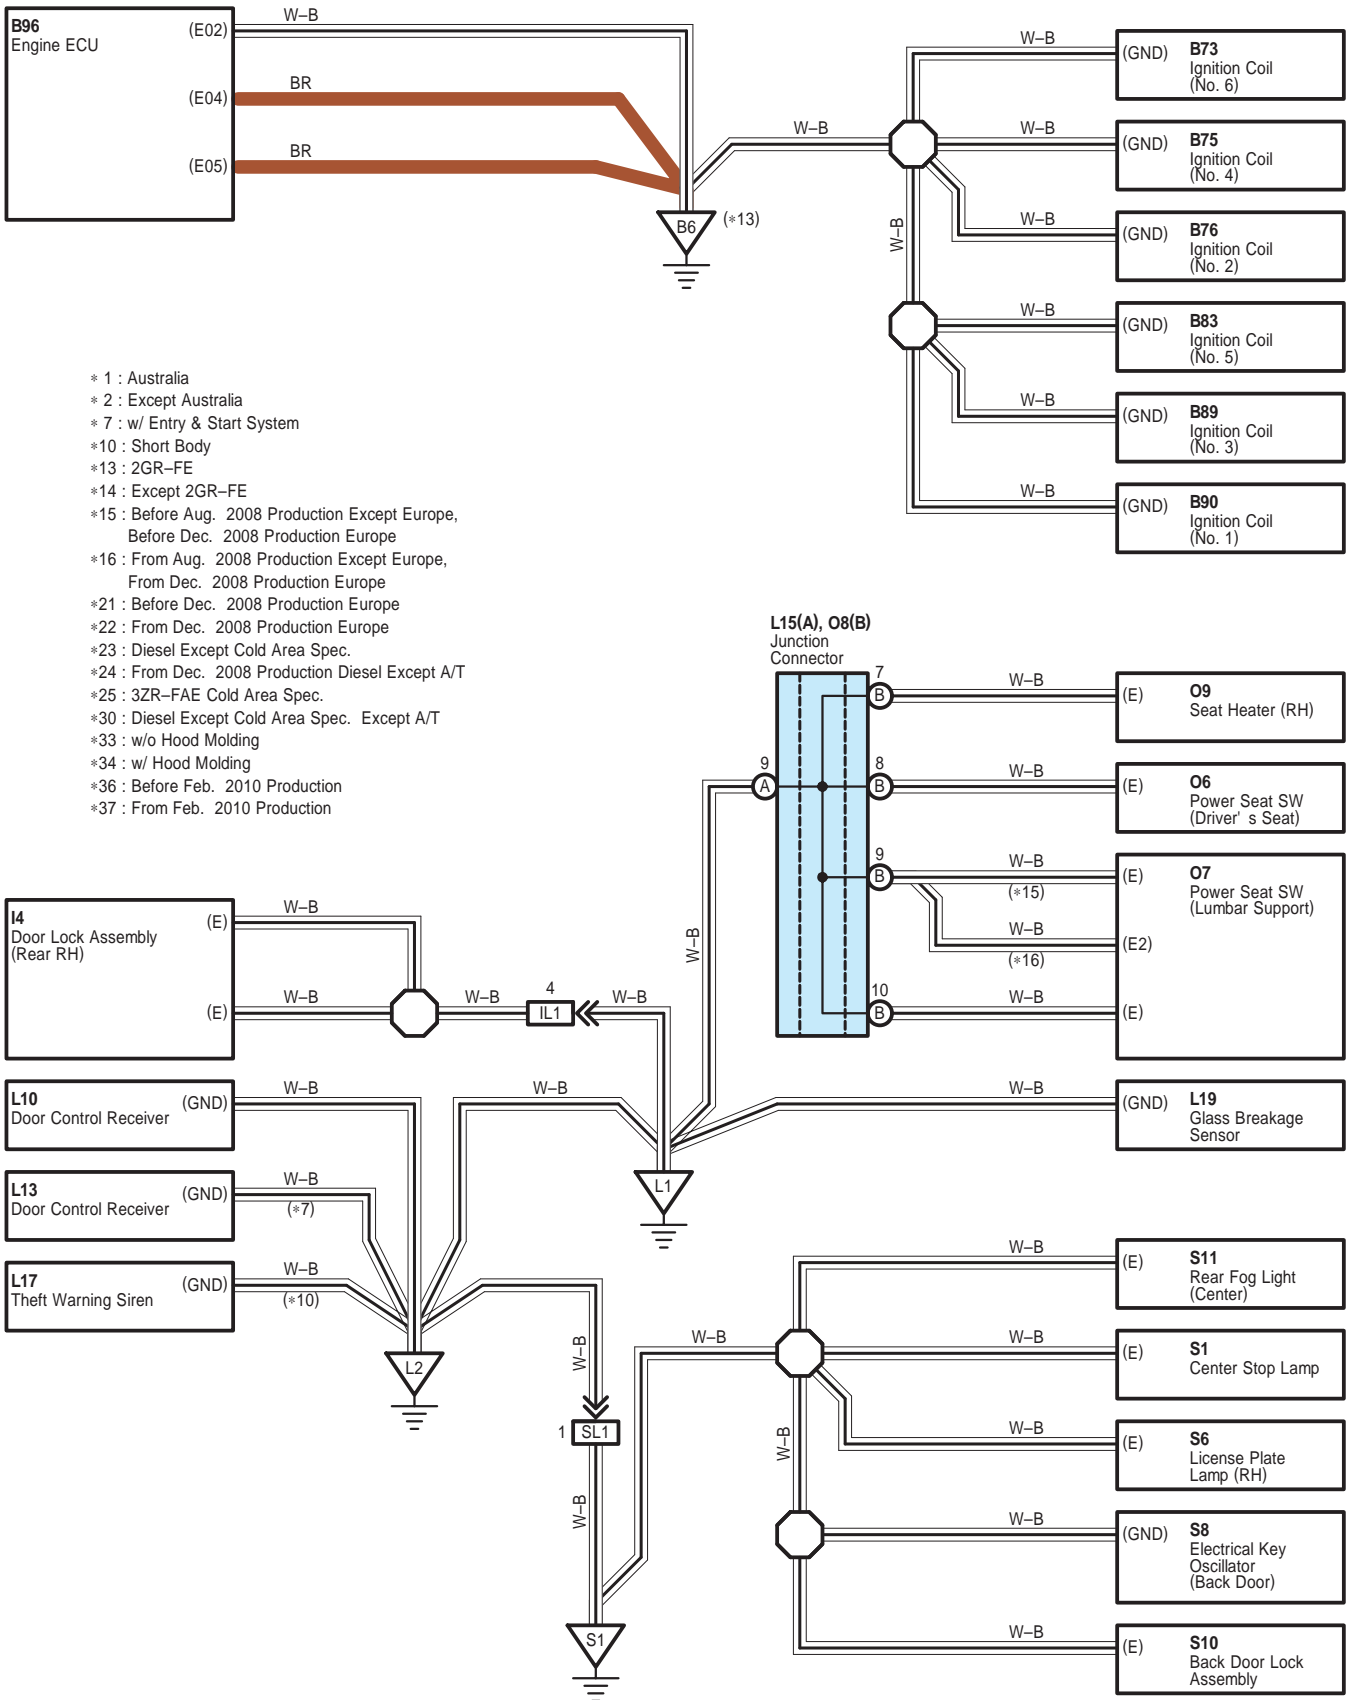 B96
Engine ECU
(E02)
W–B
(E04)
BR
(E05)
BR
B6
(*13)
W–B
W–B
W–B
(GND)
B73
Ignition Coil
(No. 6)
W–B
(GND)
B75
Ignition Coil
(No. 4)
W–B
(GND)
B76
Ignition Coil
(No. 2)
W–B
(GND)
B83
Ignition Coil
(No. 5)
W–B
(GND)
B89
Ignition Coil
(No. 3)
W–B
(GND)
B90
Ignition Coil
(No. 1)
* 1 : Australia
* 2 : Except Australia
* 7 : w/ Entry & Start System
*10 : Short Body
*13 : 2GR–FE
*14 : Except 2GR–FE
*15 : Before Aug. 2008 Production Except Europe,
Before Dec. 2008 Production Europe
*16 : From Aug. 2008 Production Except Europe,
From Dec. 2008 Production Europe
*21 : Before Dec. 2008 Production Europe
*22 : From Dec. 2008 Production Europe
*23 : Diesel Except Cold Area Spec.
*24 : From Dec. 2008 Production Diesel Except A/T
*25 : 3ZR–FAE Cold Area Spec.
*30 : Diesel Except Cold Area Spec. Except A/T
*33 : w/o Hood Molding
*34 : w/ Hood Molding
*36 : Before Feb. 2010 Production
*37 : From Feb. 2010 Production
L15(A), O8(B)
Junction
Connector
9
A
W–B
7
B
W–B
(E)
O9
Seat Heater (RH)
8
B
W–B
(E)
O6
Power Seat SW
(Driver' s Seat)
9
B
W–B
(*15)
(E)
W–B
(*16)
(E2)
10
B
W–B
(E)
O7
Power Seat SW
(Lumbar Support)
I4
Door Lock Assembly
(Rear RH)
(E)
W–B
(E)
W–B
W–B
4
IL1
W–B
L10
Door Control Receiver
(GND)
W–B
W–B
W–B
(GND)
L19
Glass Breakage
Sensor
L1
L13
Door Control Receiver
(GND)
W–B
(*7)
L17
Theft Warning Siren
(GND)
W–B
(*10)
L2
W–B
1
SL1
W–B
S1
W–B
W–B
W–B
(E)
S11
Rear Fog Light
(Center)
W–B
(E)
S1
Center Stop Lamp
W–B
(E)
S6
License Plate
Lamp (RH)
W–B
(GND)
S8
Electrical Key
Oscillator
(Back Door)
W–B
(E)
S10
Back Door Lock
Assembly